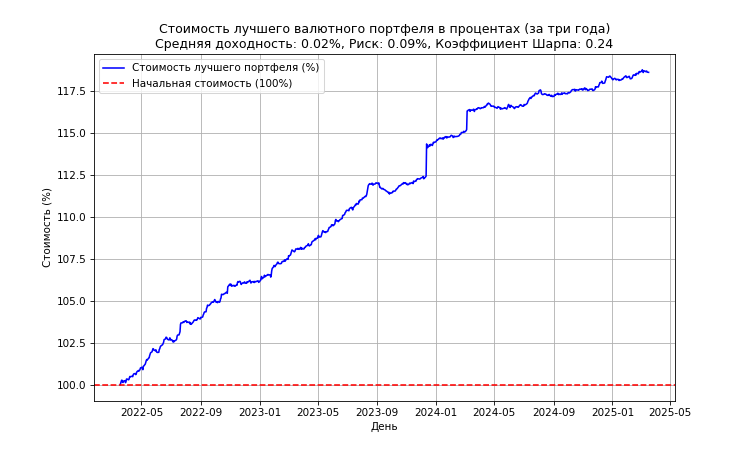 Стоимость лучшего валютного портфеля в процентах (за три года)
Средняя доходность: 0.02%, Риск: 0.09%, Коэффициент Шарпа: 0.24
Стоимость лучшего портфеля (%)
Начальная стоимость (100%)
Стоимость (%)
117.5
115.0
112.5
110.0
107.5
105.0
102.5
100.0
2022-05 2022-09 2023-01 2023-05 2023-09 2024-01 2024-05 2024-09 2025-01 2025-05
День